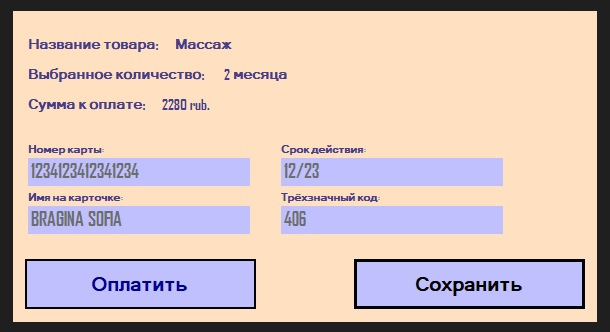 Название товара: Массаж
Выбранное количество: 2 месяца
Сумма к оплате: 2280 rub.
Номер карты: Срок действия:
1234123412341234 12/23
Имя на карточке: Трёхзначный код:
BRAGINA SOFIA 406
Оплатить Сохранить